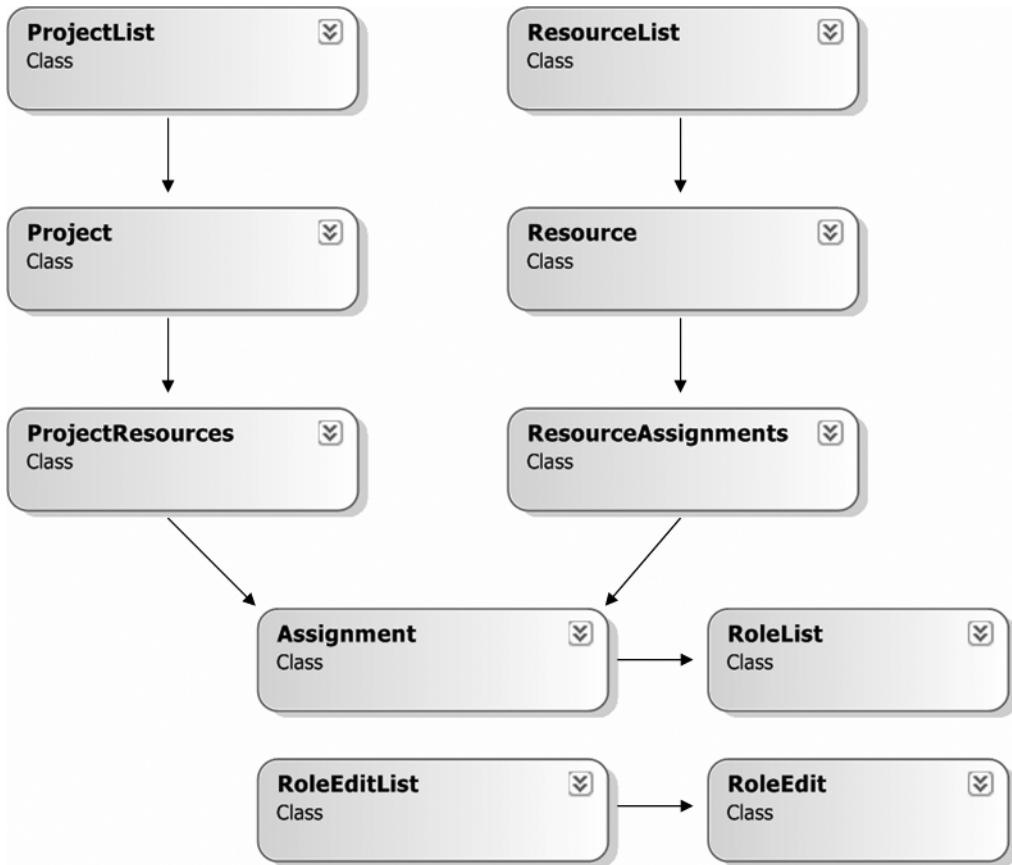 ProjectList
Class
ResourceList
Class
Project
Class
Resource
Class
ProjectResources
Class
ResourceAssignments
Class
Assignment
Class
RoleList
Class
RoleEditList
Class
RoleEdit
Class